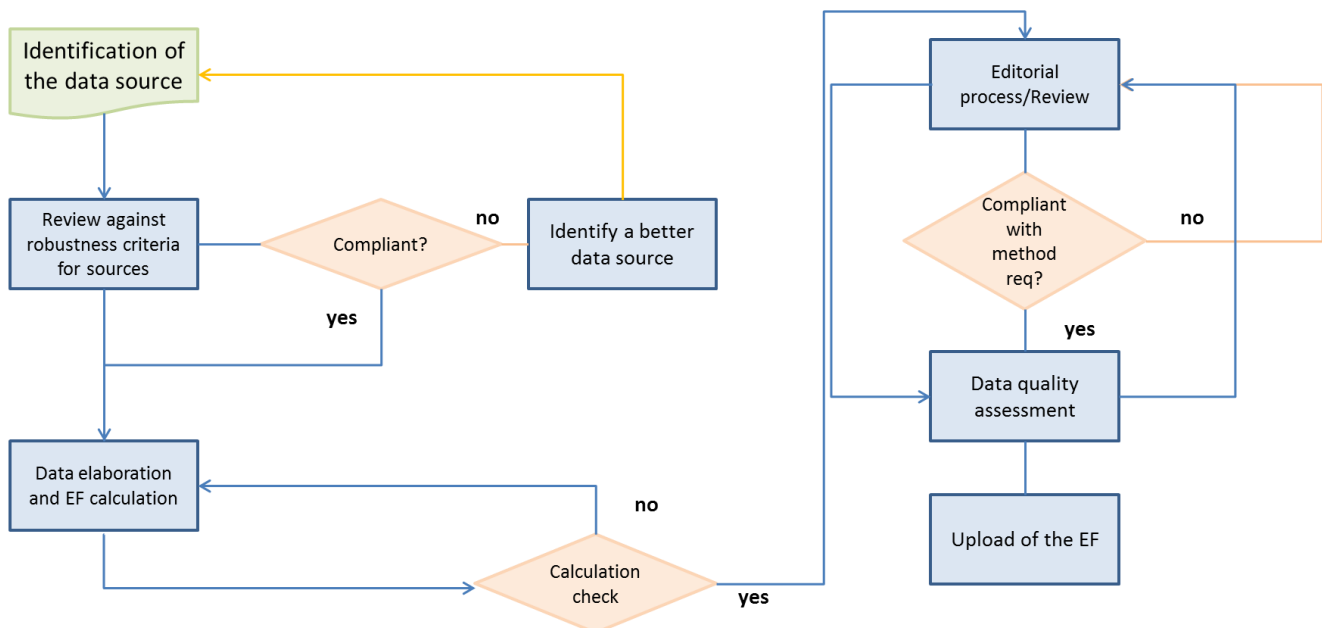 Identification of
the data source
Review against
robustness criteria
for sources
Compliant?
no
yes
Identify a better
data source
Data elaboration
and EF calculation
no
Calculation
check
yes
Editorial
process/Review
Compliant
with
method
req?
no
yes
Data quality
assessment
Upload of the EF